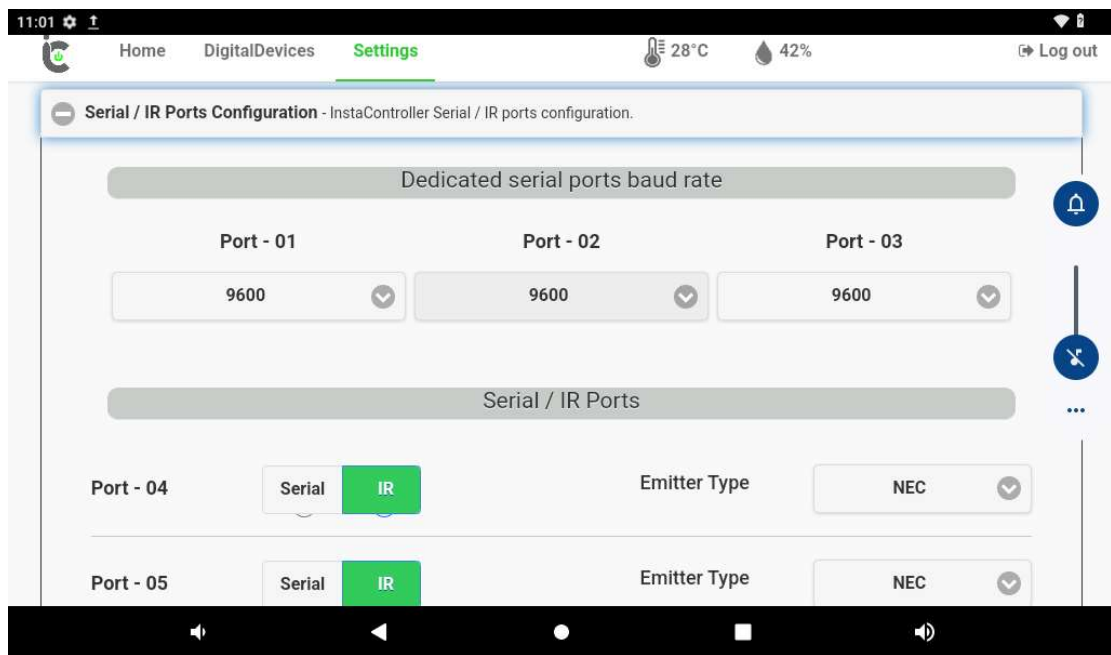 11:01
Home DigitalDevices Settings 28°C 42% Log out
Serial / IR Ports Configuration - InstaController Serial / IR ports configuration.
Dedicated serial ports baud rate
Port - 01 Port - 02 Port - 03
9600 9600 9600
Serial / IR Ports
Port - 04 Serial IR Emitter Type NEC
Port - 05 Serial IR Emitter Type NEC